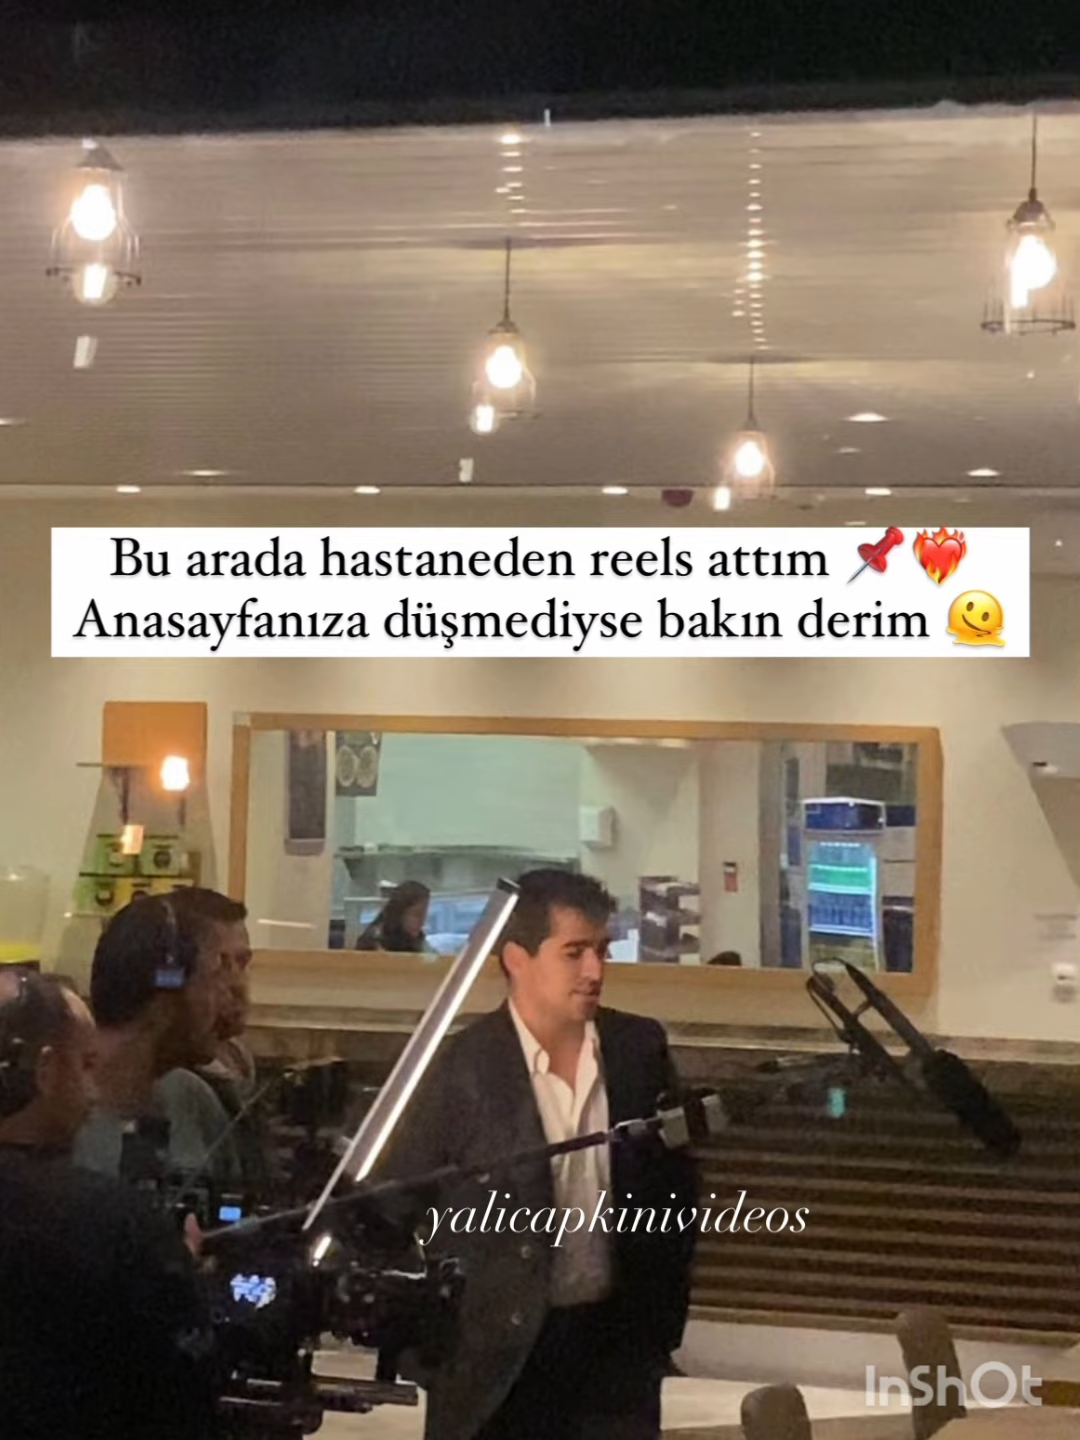 Bu arada hastaneden reels attım 📌❤️‍🔥
Anasayfanıza düşmediyse bakın derim 🫠
yalicapkinivideos
InShOt